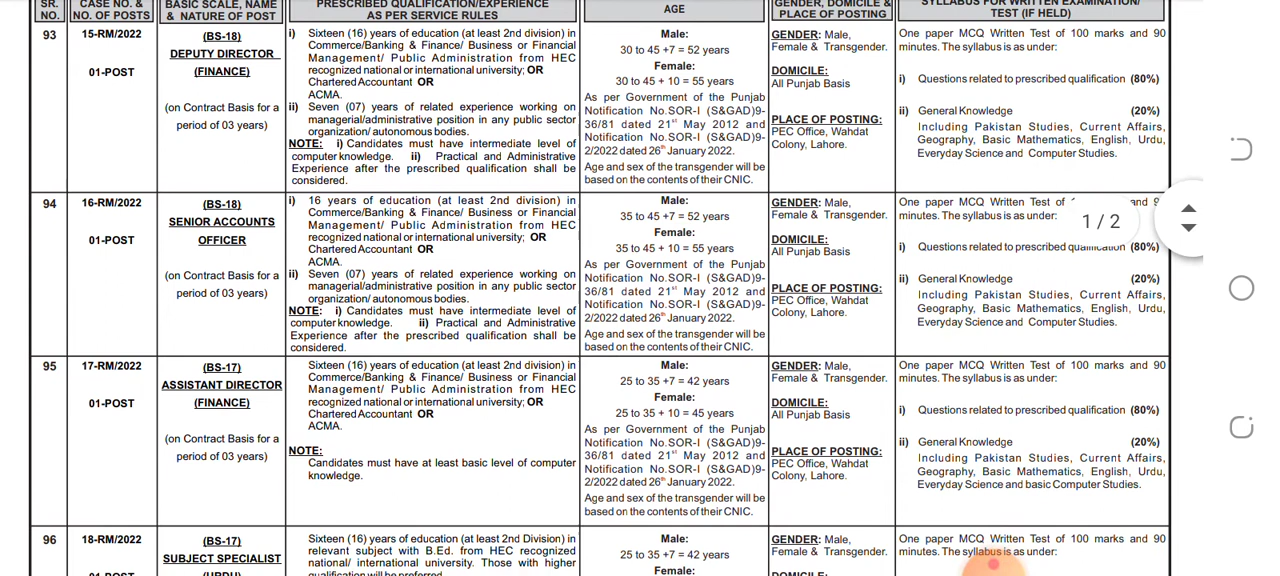 SR. NO.
CASE NO. & NO. OF POSTS
BASIC SCALE, NAME & NATURE OF POST
PRESCRIBED QUALIFICATION/EXPERIENCE
AS PER SERVICE RULES
AGE
GENDER, DOMICILE & PLACE OF POSTING
SYLLABUS FOR WRITTEN EXAMINATION/
TEST (IF HELD)
93
15-RM/2022
01-POST
(BS-18)
DEPUTY DIRECTOR
(FINANCE)
(on Contract Basis for a
period of 03 years)
i) Sixteen (16) years of education (at least 2nd division) in
Commerce/Banking & Finance/ Business or Financial
Management/ Public Administration from HEC
recognized national or international university; OR
Chartered Accountant OR
ACMA.
ii) Seven (07) years of related experience working on
managerial/administrative position in any public sector
organization/ autonomous bodies.
NOTE: i) Candidates must have intermediate level of
computer knowledge. ii) Practical and Administrative
Experience after the prescribed qualification shall be
considered.
Male:
30 to 45 +7 = 52 years
Female:
30 to 45 + 10 = 55 years
As per Government of the Punjab
Notification No.SOR-I (S&GAD)9-
36/81 dated 21st May 2012 and
Notification No.SOR-I (S&GAD)9-
2/2022 dated 26th January 2022.
Age and sex of the transgender will be
based on the contents of their CNIC.
GENDER: Male,
Female & Transgender.
DOMICILE:
All Punjab Basis
PLACE OF POSTING:
PEC Office, Wahdat
Colony, Lahore.
One paper MCQ Written Test of 100 marks and 90
minutes. The syllabus is as under:
i) Questions related to prescribed qualification (80%)
ii) General Knowledge (20%)
Including Pakistan Studies, Current Affairs,
Geography, Basic Mathematics, English, Urdu,
Everyday Science and Computer Studies.
94
16-RM/2022
01-POST
(BS-18)
SENIOR ACCOUNTS
OFFICER
(on Contract Basis for a
period of 03 years)
i) 16 years of education (at least 2nd division) in
Commerce/Banking & Finance/ Business or Financial
Management/ Public Administration from HEC
recognized national or international university; OR
Chartered Accountant OR
ACMA.
ii) Seven (07) years of related experience working on
managerial/administrative position in any public sector
organization/ autonomous bodies.
NOTE: i) Candidates must have intermediate level of
computer knowledge. ii) Practical and Administrative
Experience after the prescribed qualification shall be
considered.
Male:
35 to 45 +7 = 52 years
Female:
35 to 45 + 10 = 55 years
As per Government of the Punjab
Notification No.SOR-I (S&GAD)9-
36/81 dated 21st May 2012 and
Notification No.SOR-I (S&GAD)9-
2/2022 dated 26th January 2022.
Age and sex of the transgender will be
based on the contents of their CNIC.
GENDER: Male,
Female & Transgender.
DOMICILE:
All Punjab Basis
PLACE OF POSTING:
PEC Office, Wahdat
Colony, Lahore.
One paper MCQ Written Test of and
minutes. The syllabus is as under:
1 / 2
i) Questions related to prescribed qualification (80%)
ii) General Knowledge (20%)
Including Pakistan Studies, Current Affairs,
Geography, Basic Mathematics, English, Urdu,
Everyday Science and Computer Studies.
95
17-RM/2022
01-POST
(BS-17)
ASSISTANT DIRECTOR
(FINANCE)
(on Contract Basis for a
period of 03 years)
Sixteen (16) years of education (at least 2nd division) in
Commerce/Banking & Finance/ Business or Financial
Management/ Public Administration from HEC
recognized national or international university; OR
Chartered Accountant OR
ACMA.
NOTE:
Candidates must have at least basic level of computer
knowledge.
Male:
25 to 35 +7 = 42 years
Female:
25 to 35 + 10 = 45 years
As per Government of the Punjab
Notification No.SOR-I (S&GAD)9-
36/81 dated 21st May 2012 and
Notification No.SOR-I (S&GAD)9-
2/2022 dated 26th January 2022.
Age and sex of the transgender will be
based on the contents of their CNIC.
GENDER: Male,
Female & Transgender.
DOMICILE:
All Punjab Basis
PLACE OF POSTING:
PEC Office, Wahdat
Colony, Lahore.
One paper MCQ Written Test of 100 marks and 90
minutes. The syllabus is as under:
i) Questions related to prescribed qualification (80%)
ii) General Knowledge (20%)
Including Pakistan Studies, Current Affairs,
Geography, Basic Mathematics, English, Urdu,
Everyday Science and basic Computer Studies.
96
18-RM/2022
01-POST
(BS-17)
SUBJECT SPECIALIST
(URDU)
Sixteen (16) years of education (at least 2nd Division) in
relevant subject with B.Ed. from HEC recognized
national/ international university. Those with higher
qualification will be preferred.
Male:
25 to 35 +7 = 42 years
Female:
GENDER: Male,
Female & Transgender.
DOMICILE:
One paper MCQ Written Test of 100 marks and 90
minutes. The syllabus is as under: